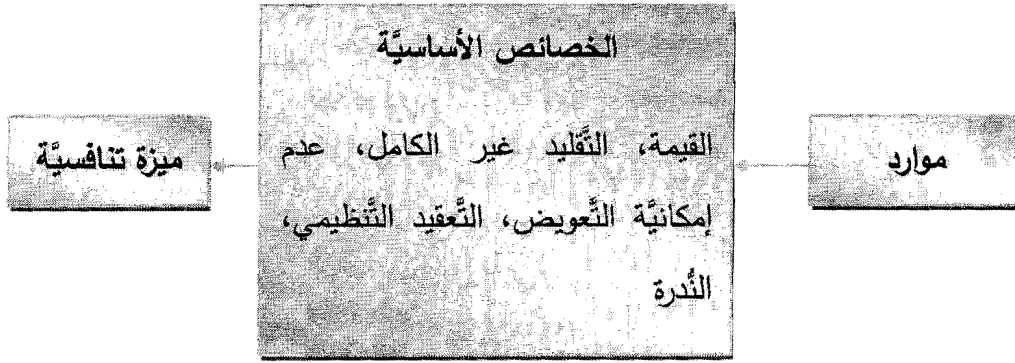 موارد
الخصائص الأساسيَّة
القيمة، التَّقليد غير الكامل، عدم
إمكانيَّة التَّعويض، التَّعقيد التَّنظيمي،
النُّدرة
ميزة تنافسيَّة